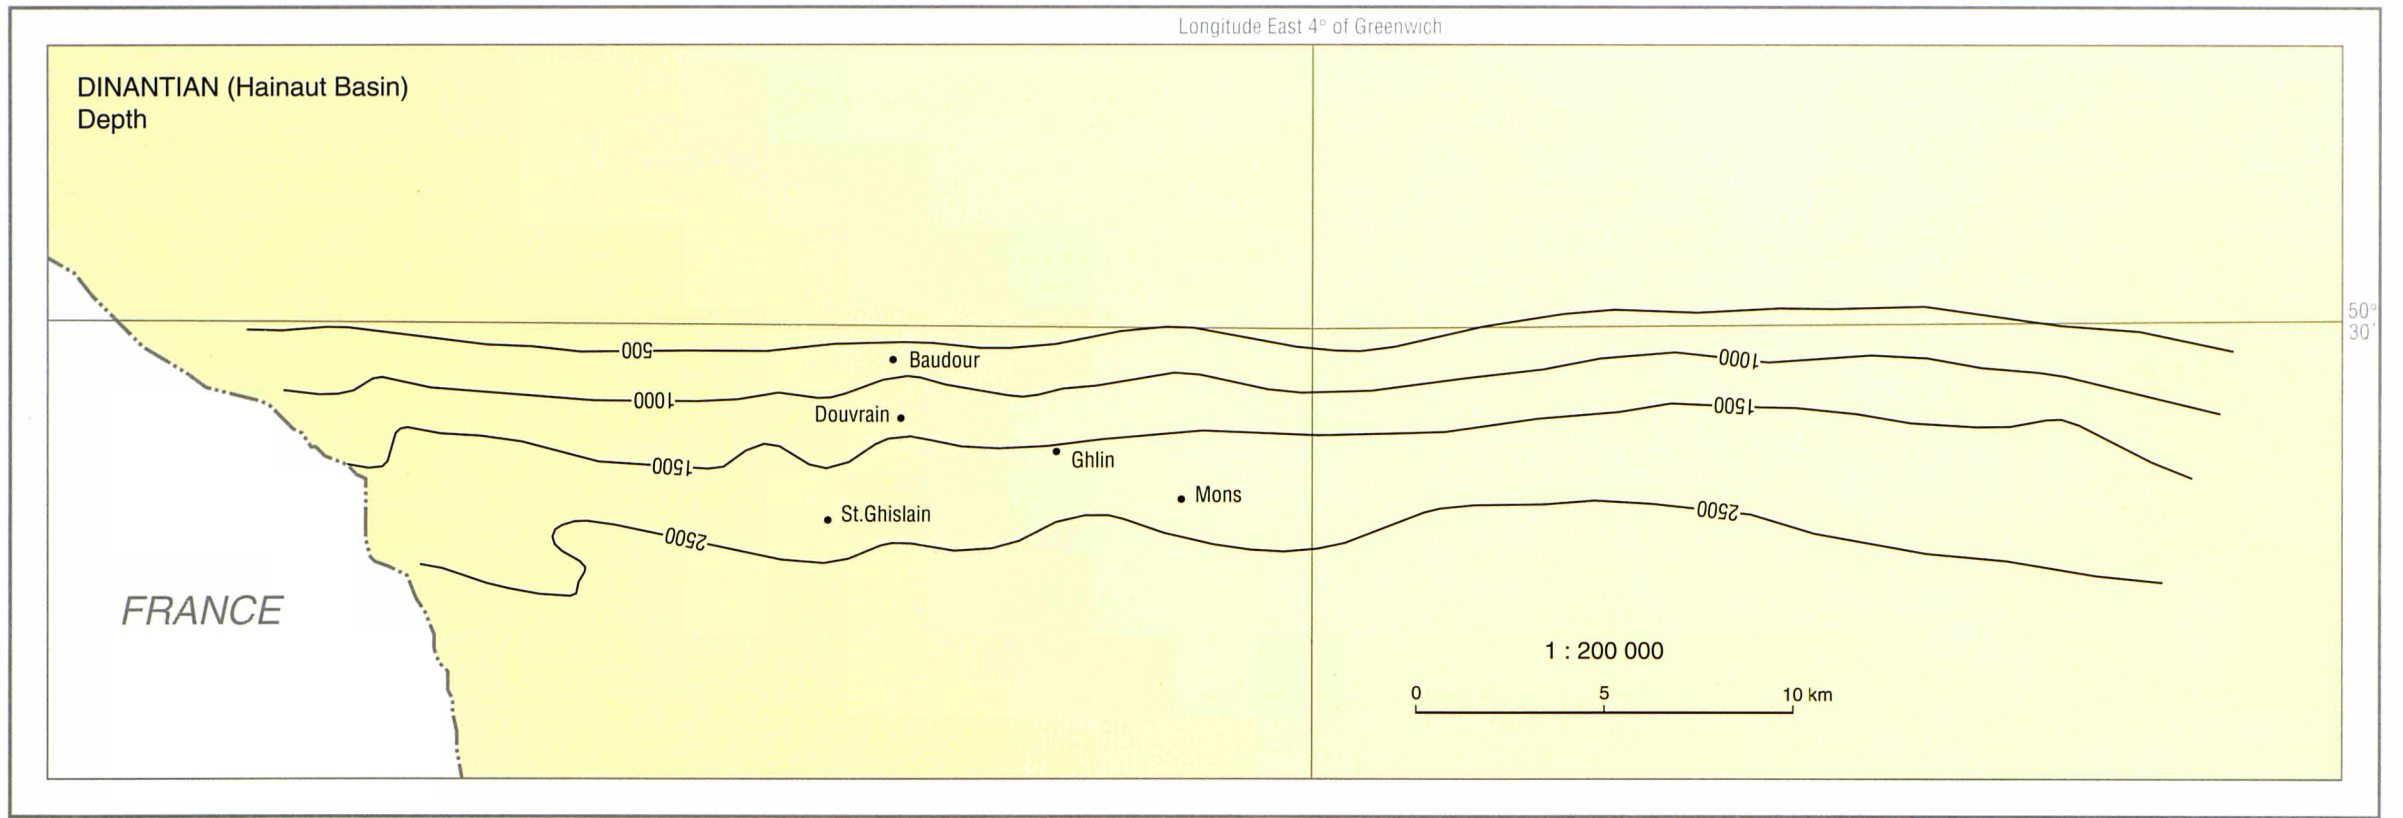 Longitude East 4° of Greenwich
DINANTIAN (Hainaut Basin)
Depth
50°
30′
500
Baudour
1000
1000
Douvrain
1500
1500
Ghlin
Mons
St.Ghislain
2500
2500
FRANCE
1 : 200 000
0 5 10 km